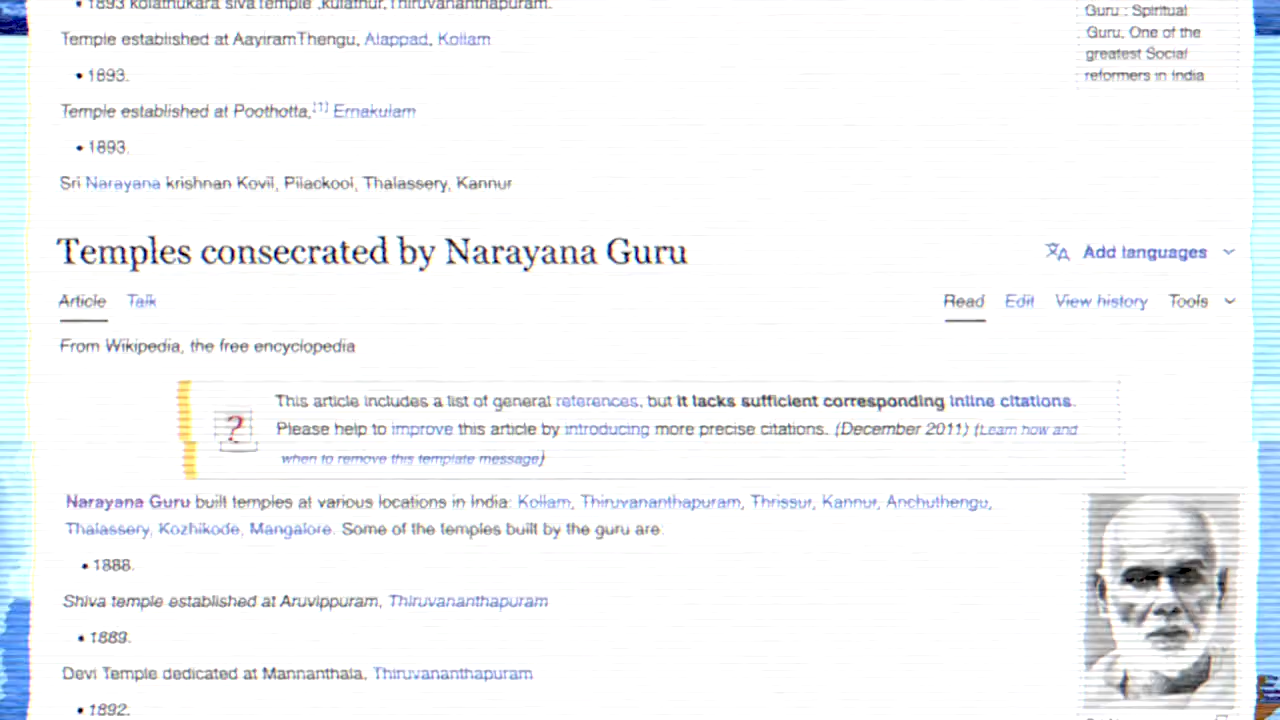 • 1893 kolathukara siva temple ,kulathur,Thiruvananthapuram.
Temple established at AayiramThengu, Alappad, Kollam
• 1893.
Temple established at Poothotta,[1] Ernakulam
• 1893.
Sri Narayana krishnan Kovil, Pilackool, Thalassery, Kannur
Guru : Spiritual
Guru, One of the
greatest Social
reformers in India
Temples consecrated by Narayana Guru
Add languages
Article Talk
Read Edit View history Tools
From Wikipedia, the free encyclopedia
This article includes a list of general references, but it lacks sufficient corresponding inline citations.
Please help to improve this article by introducing more precise citations. (December 2011) (Learn how and
when to remove this template message)
Narayana Guru built temples at various locations in India: Kollam, Thiruvananthapuram, Thrissur, Kannur, Anchuthengu,
Thalassery, Kozhikode, Mangalore. Some of the temples built by the guru are:
• 1888.
Shiva temple established at Aruvippuram, Thiruvananthapuram
• 1889.
Devi Temple dedicated at Mannanthala, Thiruvananthapuram
• 1892.